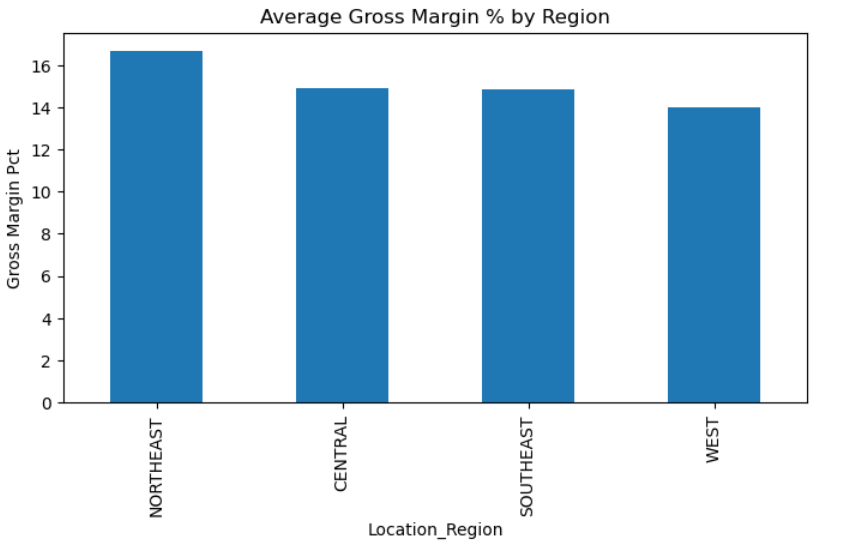 Average Gross Margin % by Region
Gross Margin Pct
16
14
12
10
8
6
4
2
0
NORTHEAST
CENTRAL
SOUTHEAST
WEST
Location_Region